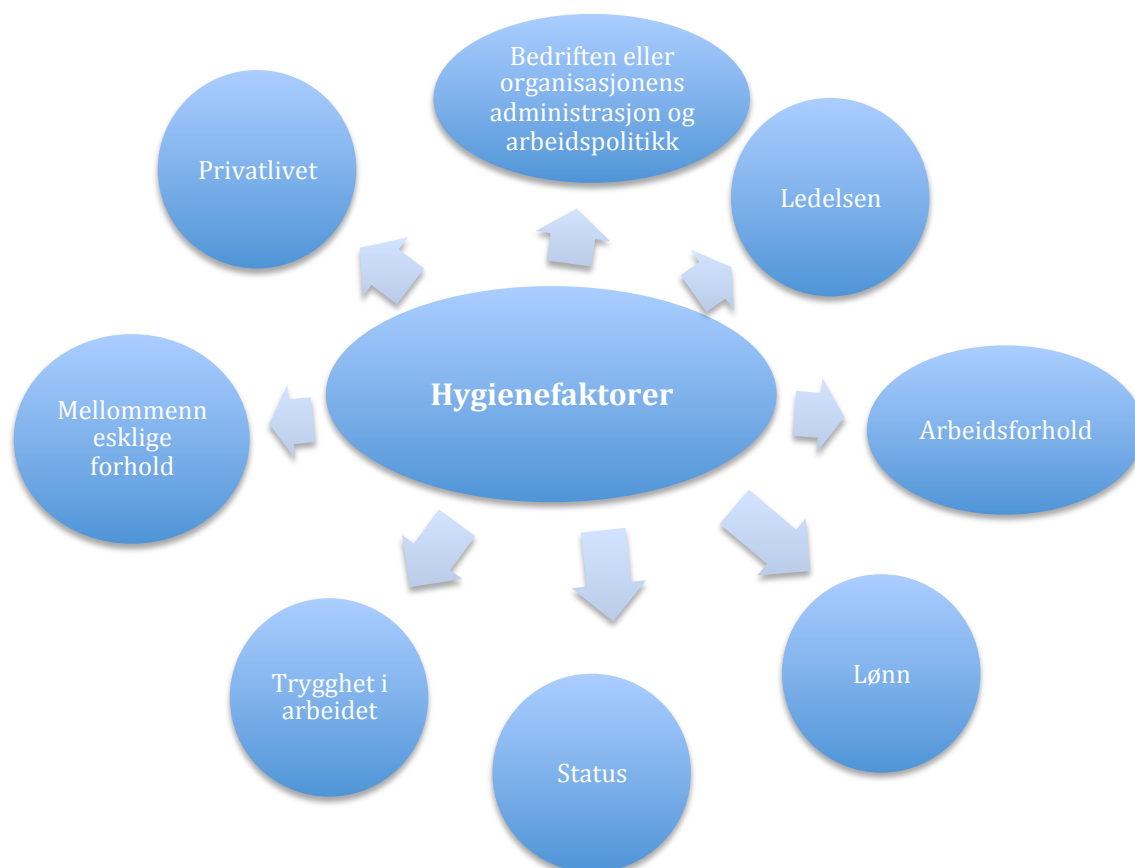 Bedriften eller
organisasjonens
administrasjon og
arbeidspolitikk
Privatlivet
Ledelsen
Hygienefaktorer
Mellommenn
esklige
forhold
Arbeidsforhold
Trygghet i
arbeidet
Lønn
Status